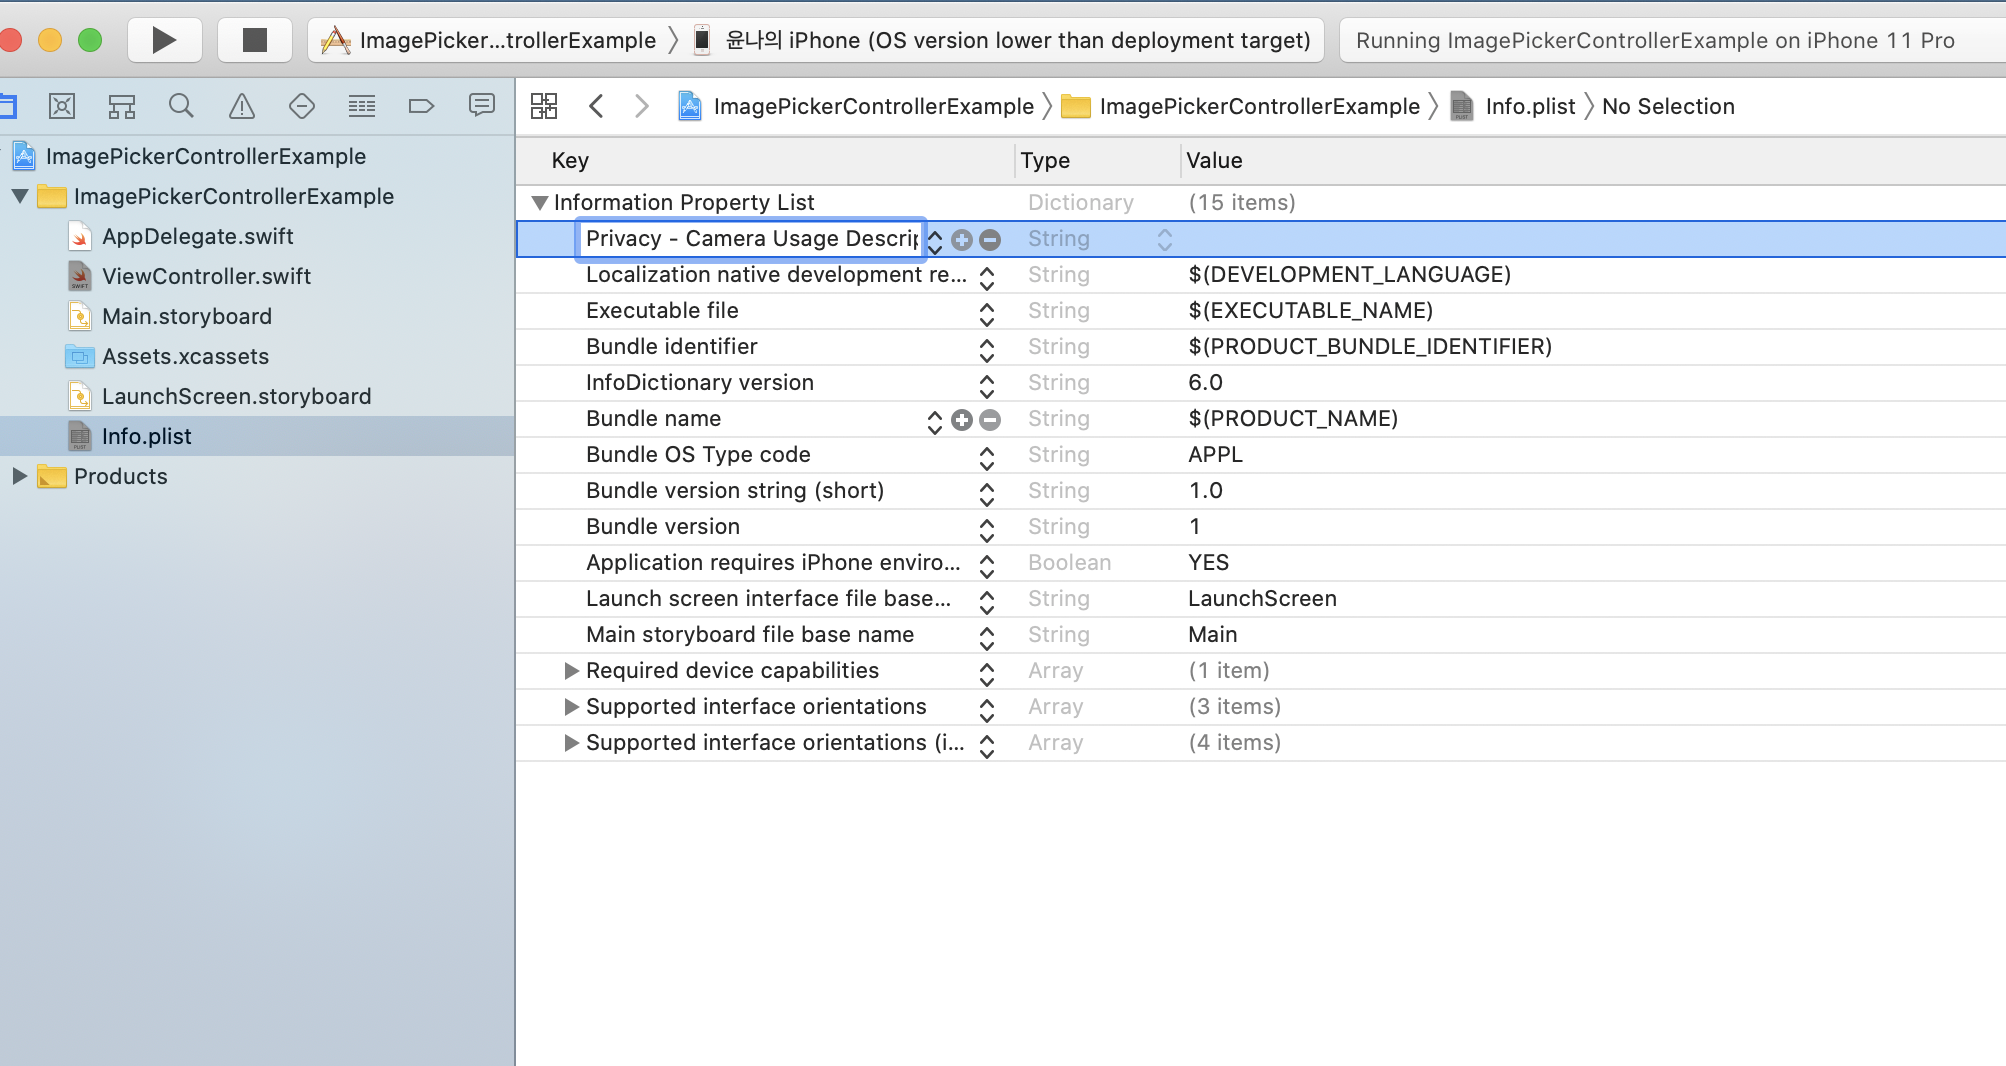 ImagePicker...trollerExample 윤나의 iPhone (OS version lower than deployment target) Running ImagePickerControllerExample on iPhone 11 Pro
ImagePickerControllerExample ImagePickerControllerExample Info.plist No Selection
ImagePickerControllerExample
ImagePickerControllerExample
AppDelegate.swift
ViewController.swift
Main.storyboard
Assets.xcassets
LaunchScreen.storyboard
Info.plist
Products
Key Type Value
Information Property List Dictionary (15 items)
Privacy - Camera Usage Descrip String
Localization native development re... String $(DEVELOPMENT_LANGUAGE)
Executable file String $(EXECUTABLE_NAME)
Bundle identifier String $(PRODUCT_BUNDLE_IDENTIFIER)
InfoDictionary version String 6.0
Bundle name String $(PRODUCT_NAME)
Bundle OS Type code String APPL
Bundle version string (short) String 1.0
Bundle version String 1
Application requires iPhone enviro... Boolean YES
Launch screen interface file base... String LaunchScreen
Main storyboard file base name String Main
Required device capabilities Array (1 item)
Supported interface orientations Array (3 items)
Supported interface orientations (i... Array (4 items)